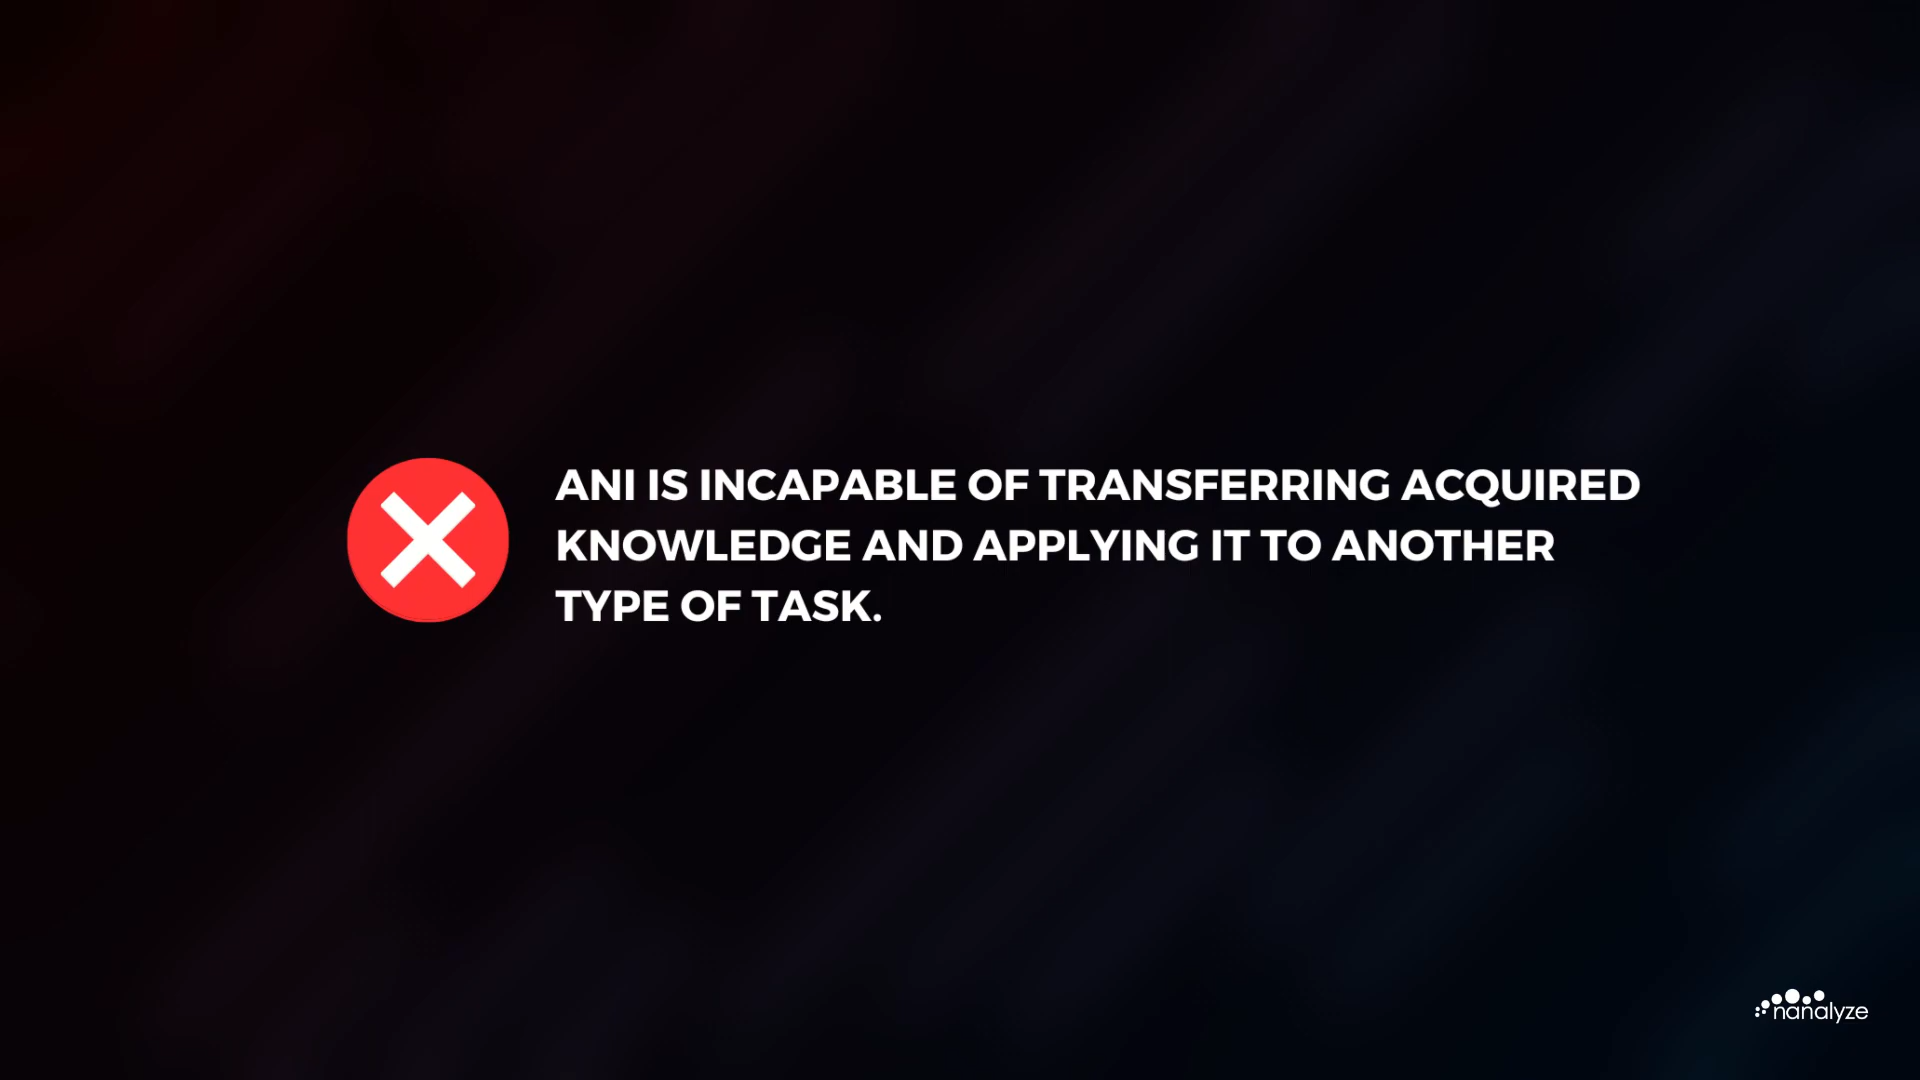 ANI IS INCAPABLE OF TRANSFERRING ACQUIRED
KNOWLEDGE AND APPLYING IT TO ANOTHER
TYPE OF TASK.
nanalyze